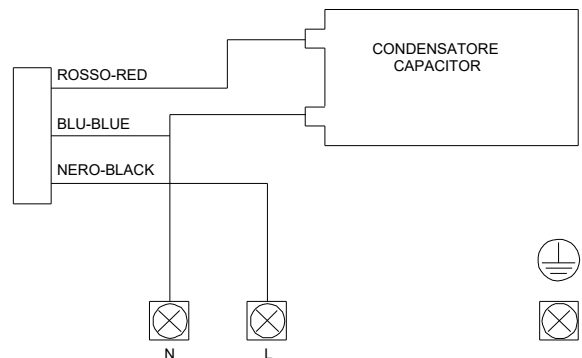 CONDENSATORE
CAPACITOR
ROSSO-RED
BLU-BLUE
NERO-BLACK
N
L